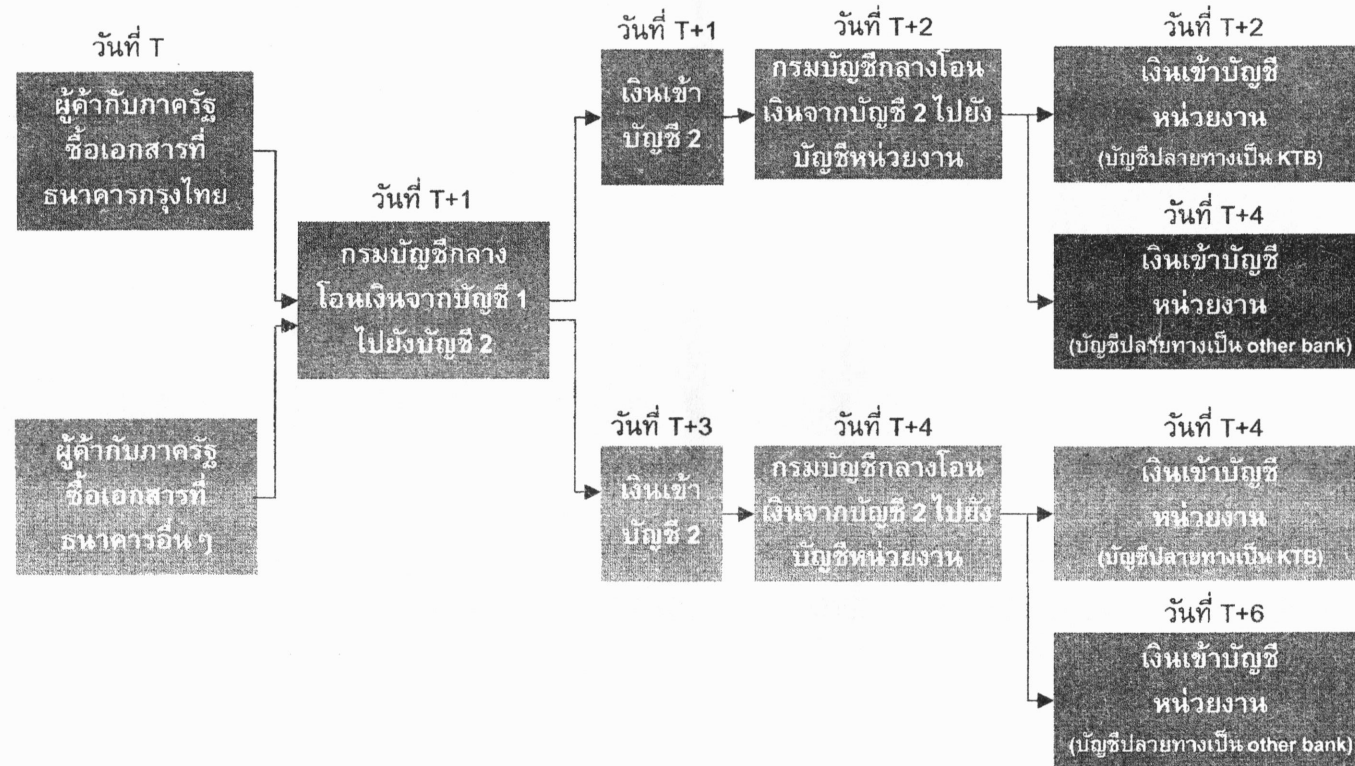 วันที่ T
ผู้ค้ากับภาครัฐ
ซื้อเอกสารที่
ธนาคารกรุงไทย
ผู้ค้ากับภาครัฐ
ซื้อเอกสารที่
ธนาคารอื่น ๆ
วันที่ T+1
กรมบัญชีกลาง
โอนเงินจากบัญชี 1
ไปยังบัญชี 2
วันที่ T+1
เงินเข้า
บัญชี 2
วันที่ T+2
กรมบัญชีกลางโอน
เงินจากบัญชี 2 ไปยัง
บัญชีหน่วยงาน
วันที่ T+2
เงินเข้าบัญชี
หน่วยงาน
(บัญชีปลายทางเป็น KTB)
วันที่ T+4
เงินเข้าบัญชี
หน่วยงาน
(บัญชีปลายทางเป็น other bank)
วันที่ T+3
เงินเข้า
บัญชี 2
วันที่ T+4
กรมบัญชีกลางโอน
เงินจากบัญชี 2 ไปยัง
บัญชีหน่วยงาน
วันที่ T+4
เงินเข้าบัญชี
หน่วยงาน
(บัญชีปลายทางเป็น KTB)
วันที่ T+6
เงินเข้าบัญชี
หน่วยงาน
(บัญชีปลายทางเป็น other bank)